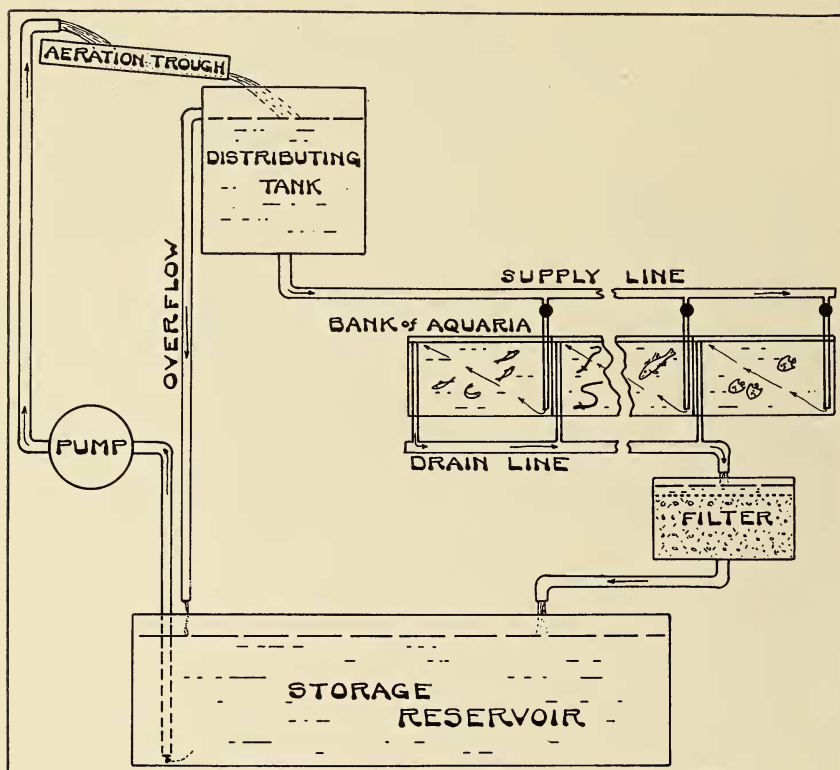 AERATION TROUGH
DISTRIBUTING
TANK
OVERFLOW
SUPPLY LINE
BANK of AQUARIA
PUMP
DRAIN LINE
FILTER
STORAGE
RESERVOIR